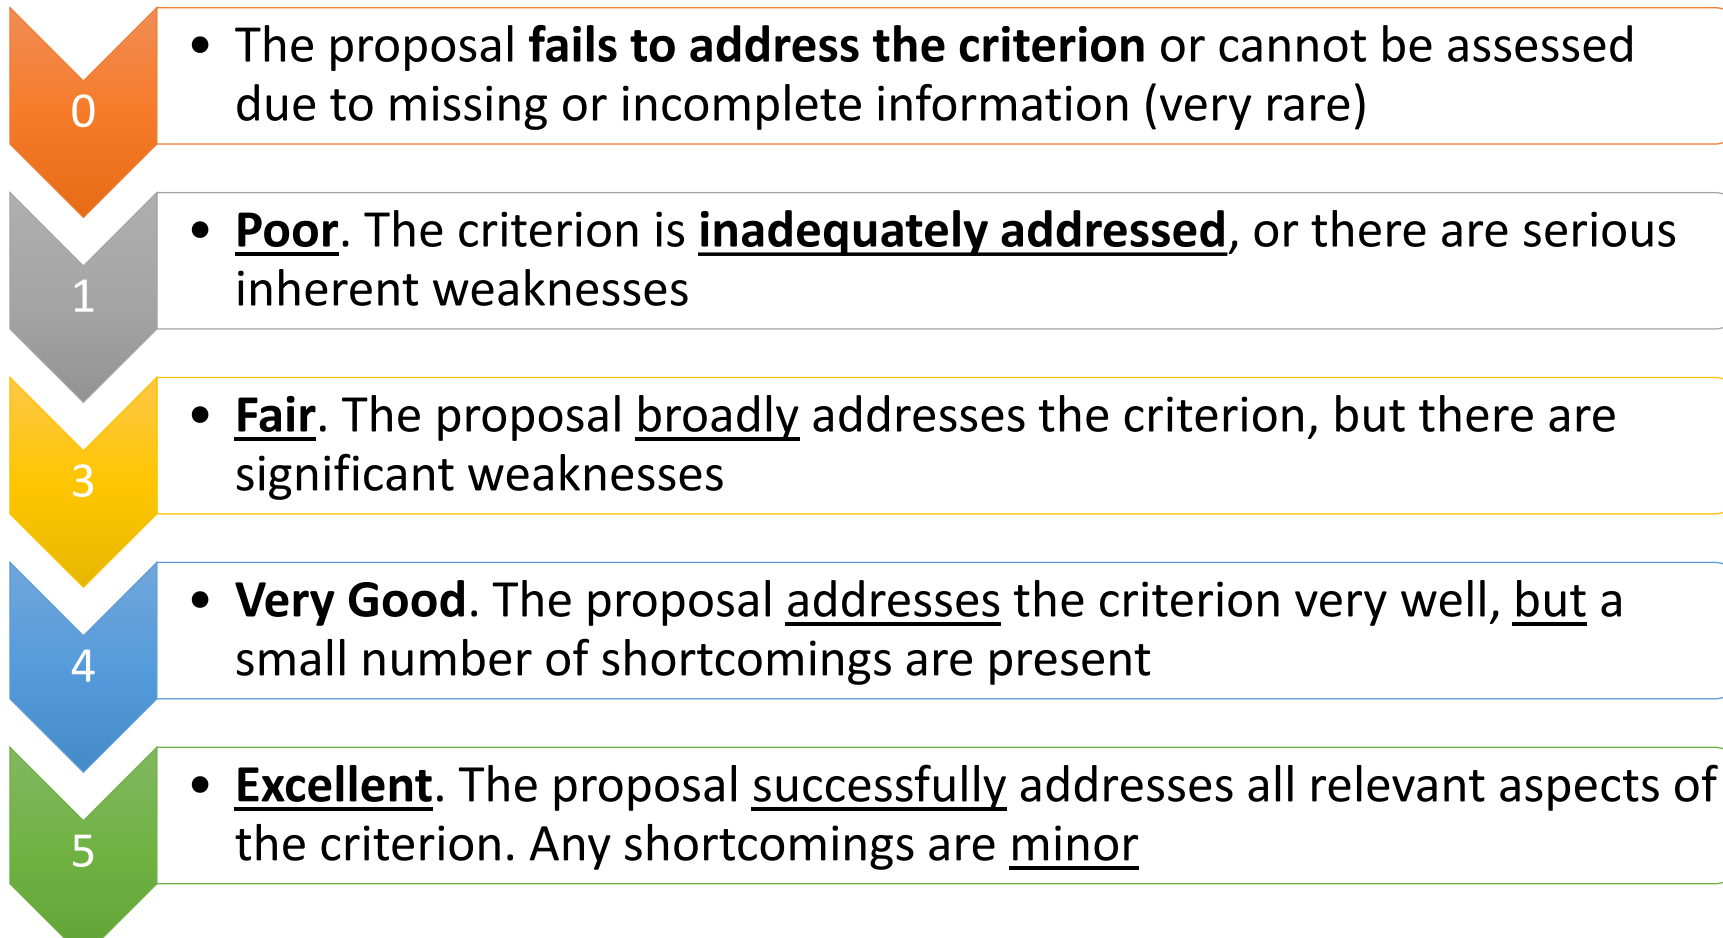 0
• The proposal fails to address the criterion or cannot be assessed
due to missing or incomplete information (very rare)
1
• Poor. The criterion is inadequately addressed, or there are serious
inherent weaknesses
3
• Fair. The proposal broadly addresses the criterion, but there are
significant weaknesses
4
• Very Good. The proposal addresses the criterion very well, but a
small number of shortcomings are present
5
• Excellent. The proposal successfully addresses all relevant aspects of
the criterion. Any shortcomings are minor